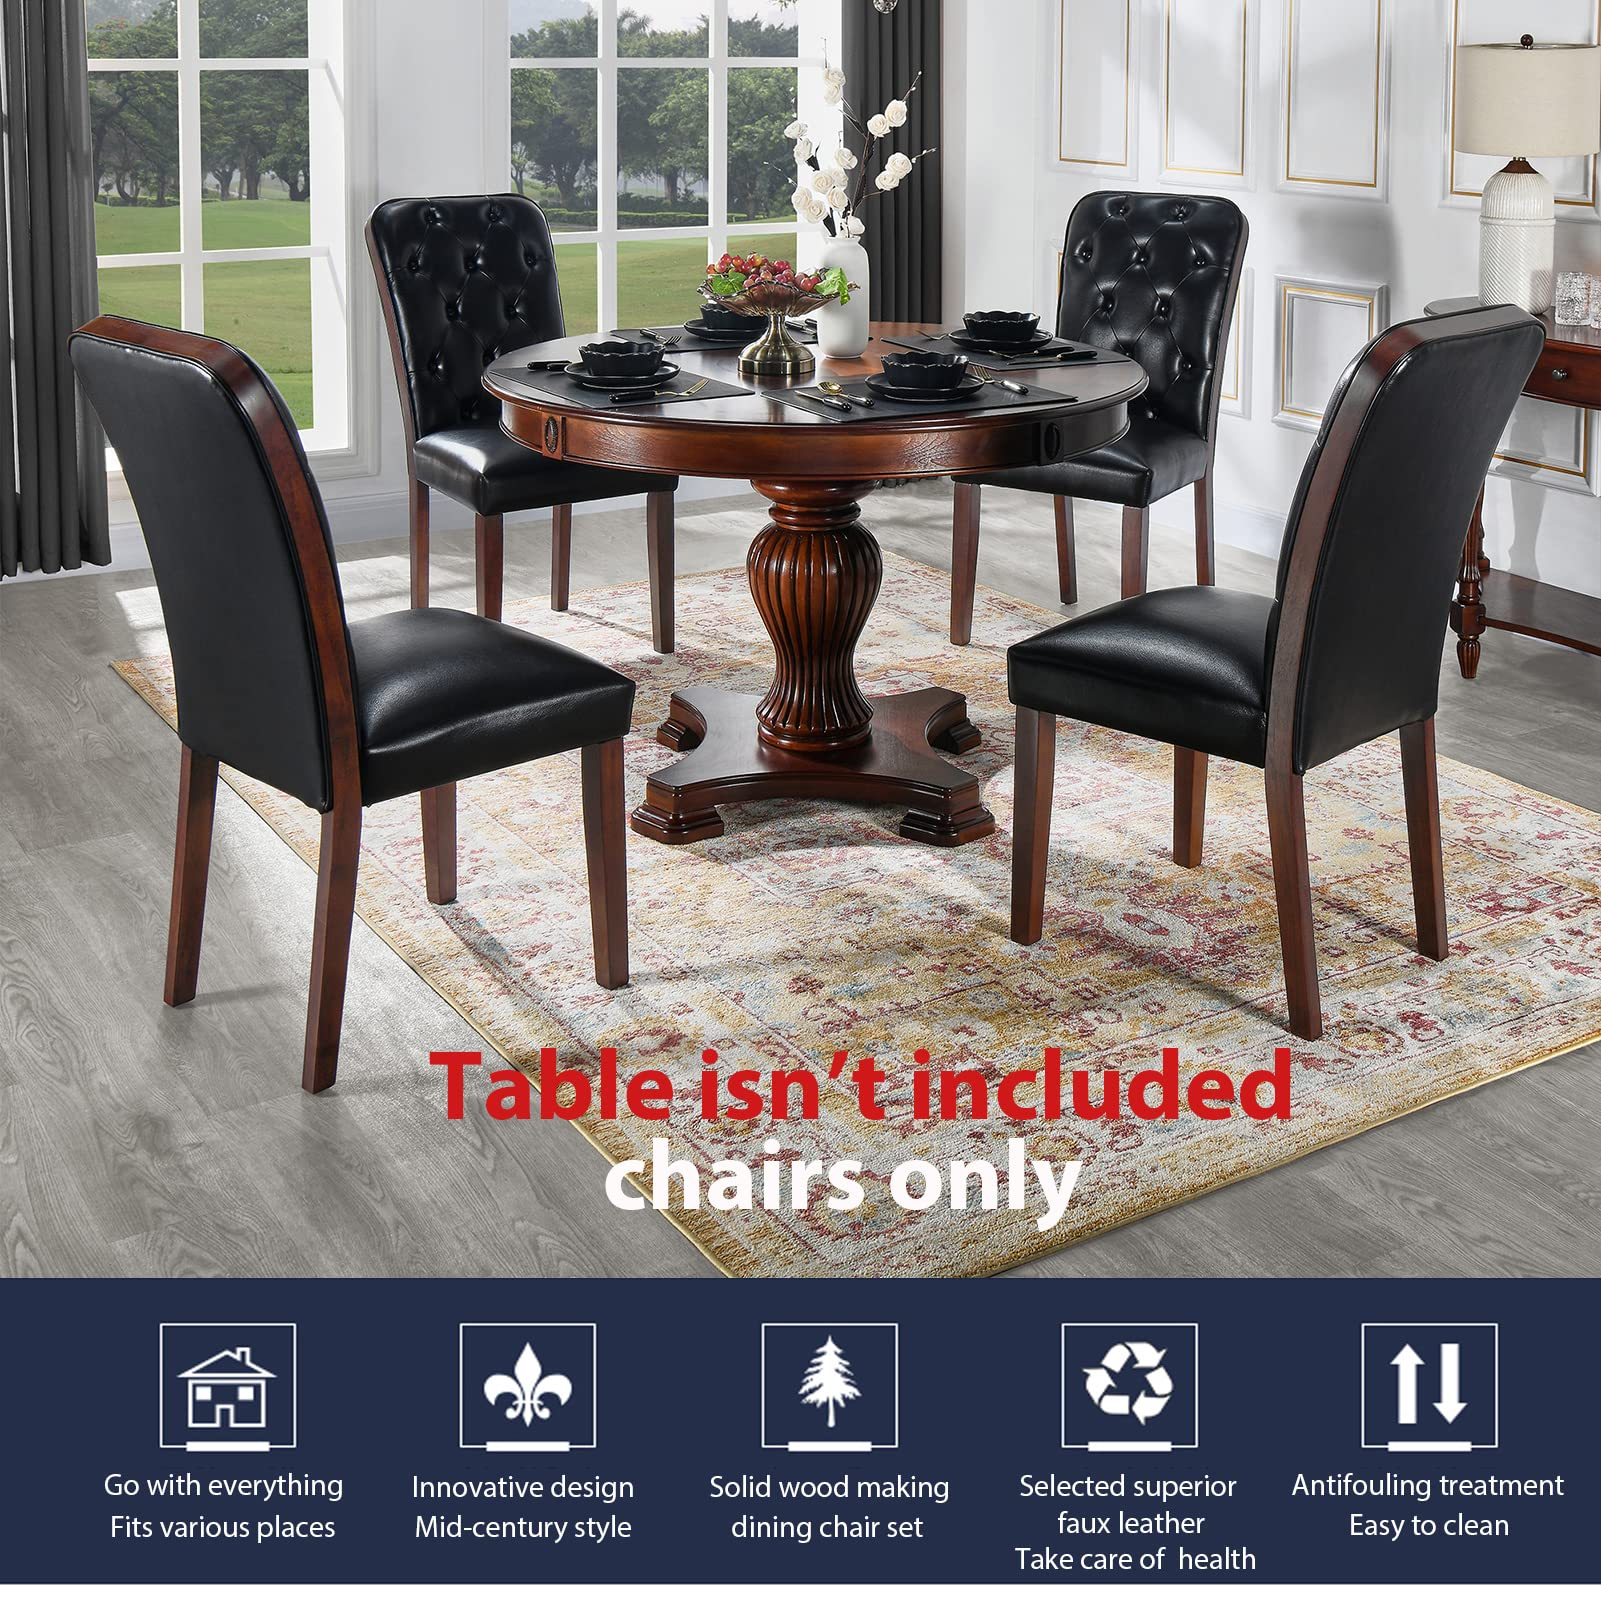 Table isn't included
chairs only
Go with everything
Fits various places
Innovative design
Mid-century style
Solid wood making
dining chair set
Selected superior
faux leather
Take care of health
Antifouling treatment
Easy to clean